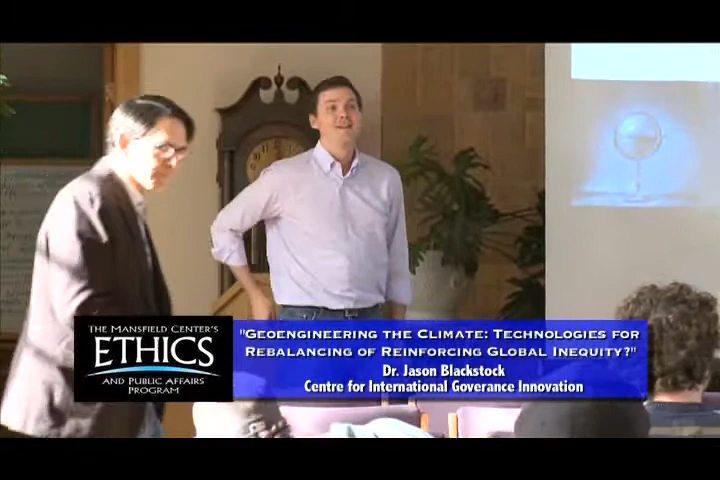 The Mansfield Center's
ETHICS
and Public Affairs
Program
"Geoengineering the Climate: Technologies for
Rebalancing of Reinforcing Global Inequity?"
Dr. Jason Blackstock
Centre for International Goverance Innovation